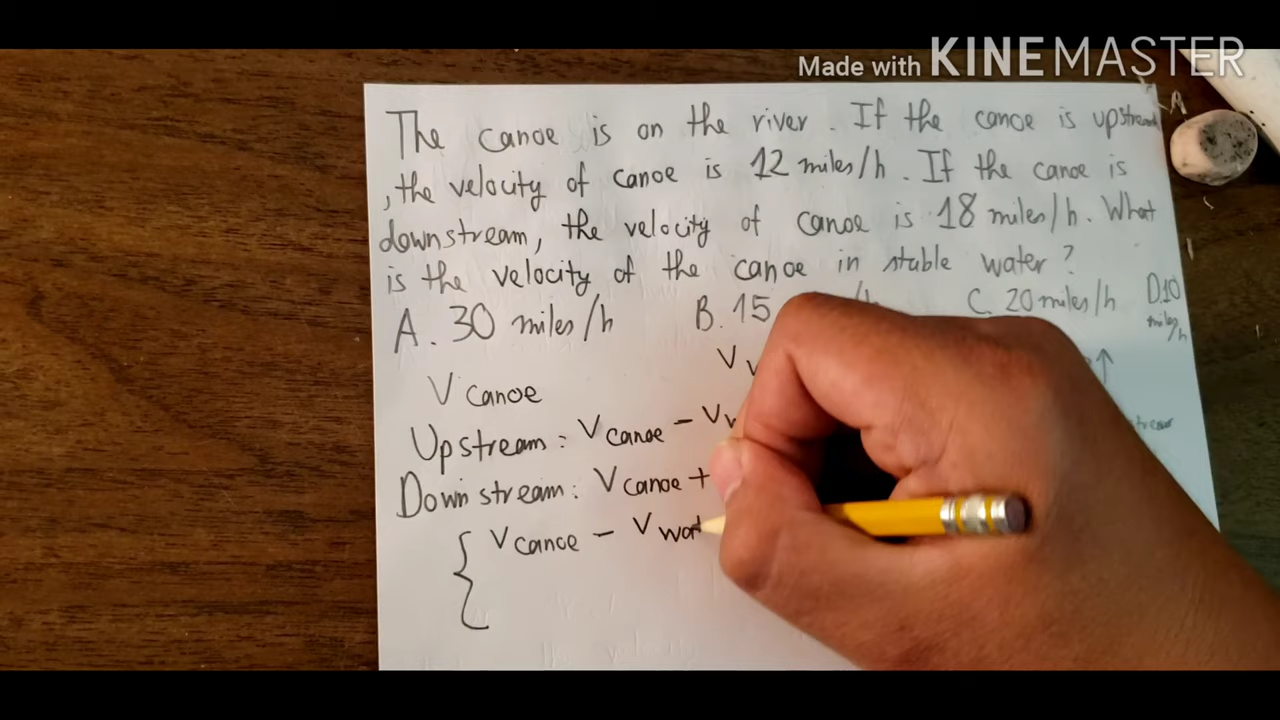 Made with KINEMASTER
The canoe is on the river. If the canoe is upstream
, the velocity of canoe is 12 miles/h. If the canoe is
downstream, the velocity of canoe is 18 miles/h. What
is the velocity of the canoe in stable water?
A. 30 miles/h B. 15 /h C. 20 miles/h D.10
miles/h
V canoe V
Upstream: V canoe - V
Downstream: V canoe +
{ V canoe - V wat